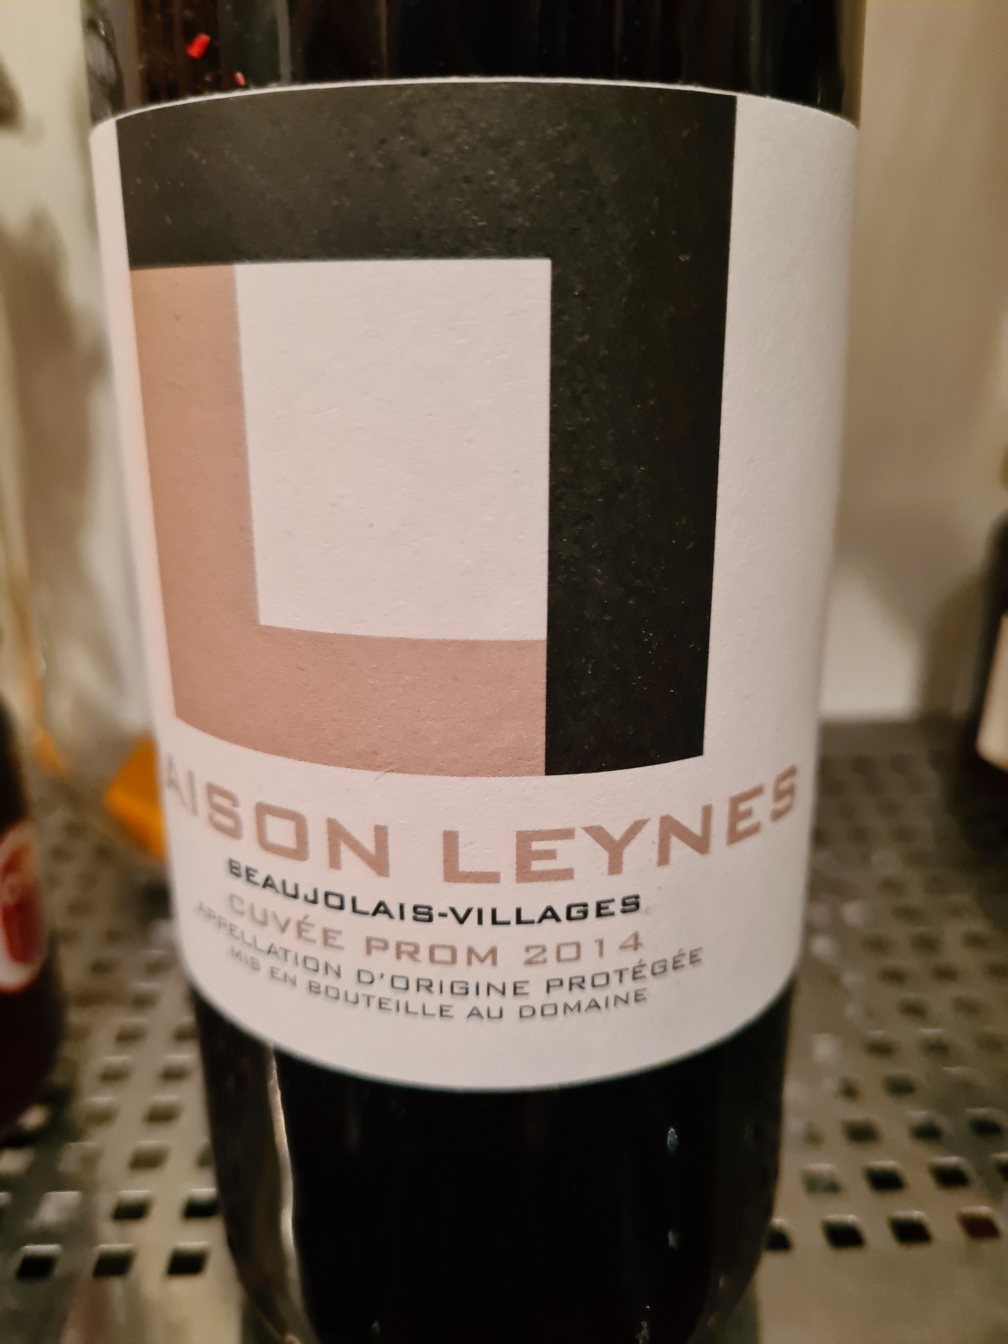 AISON LEYNES
BEAUJOLAIS-VILLAGES
CUVÉE PROM 2014
APPELLATION D'ORIGINE PROTÉGÉE
MIS EN BOUTEILLE AU DOMAINE